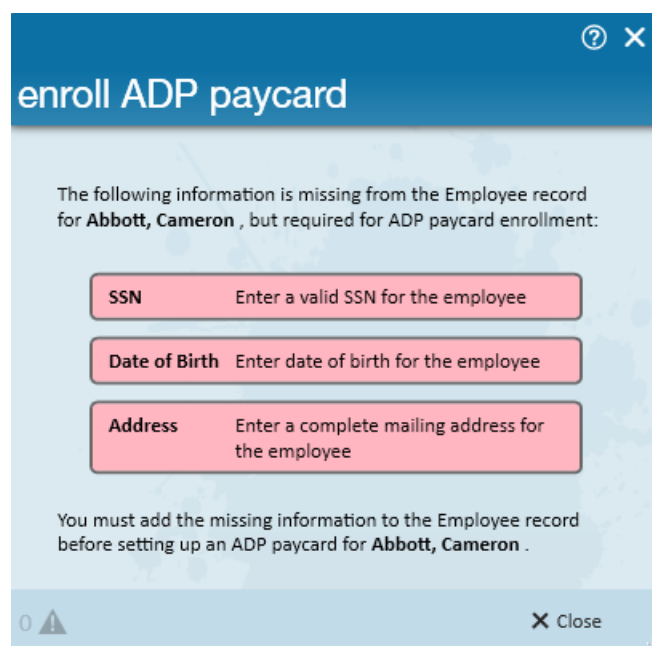 enroll ADP paycard
The following information is missing from the Employee record
for Abbott, Cameron , but required for ADP paycard enrollment:
SSN Enter a valid SSN for the employee
Date of Birth Enter date of birth for the employee
Address Enter a complete mailing address for
the employee
You must add the missing information to the Employee record
before setting up an ADP paycard for Abbott, Cameron .
0 Close